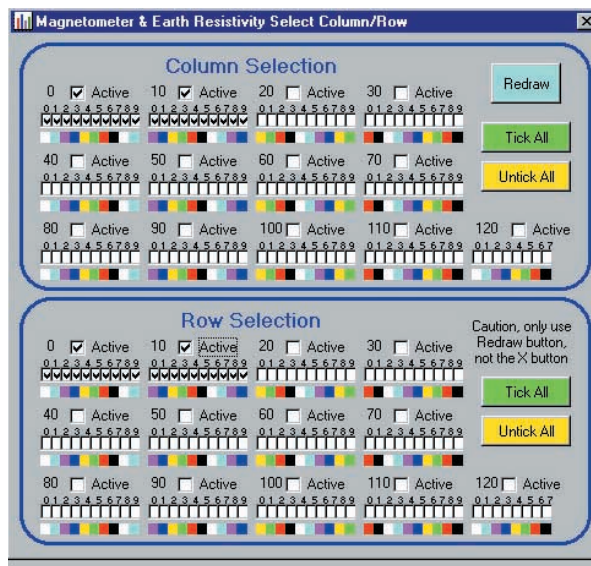 Magnetometer & Earth Resistivity Select Column/Row
Column Selection
0 Active 10 Active 20 Active 30 Active
0123456789 0123456789 0123456789 0123456789
Redraw
Tick All
40 Active 50 Active 60 Active 70 Active
0123456789 0123456789 0123456789 0123456789
Untick All
80 Active 90 Active 100 Active 110 Active 120 Active
0123456789 0123456789 0123456789 0123456789 01234567
Row Selection
Caution, only use
Redraw button,
not the X button
0 Active 10 Active 20 Active 30 Active
0123456789 0123456789 0123456789 0123456789
Tick All
40 Active 50 Active 60 Active 70 Active
0123456789 0123456789 0123456789 0123456789
Untick All
80 Active 90 Active 100 Active 110 Active 120 Active
0123456789 0123456789 0123456789 0123456789 01234567